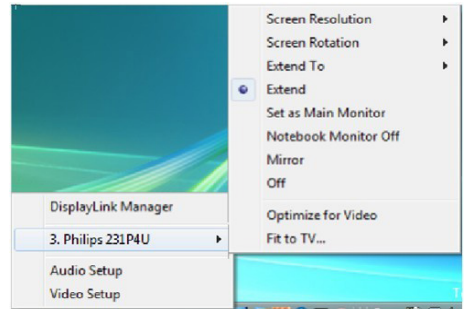 Screen Resolution
Screen Rotation
Extend To
Extend
Set as Main Monitor
Notebook Monitor Off
Mirror
Off
Optimize for Video
Fit to TV...
DisplayLink Manager
3. Philips 231P4U
Audio Setup
Video Setup